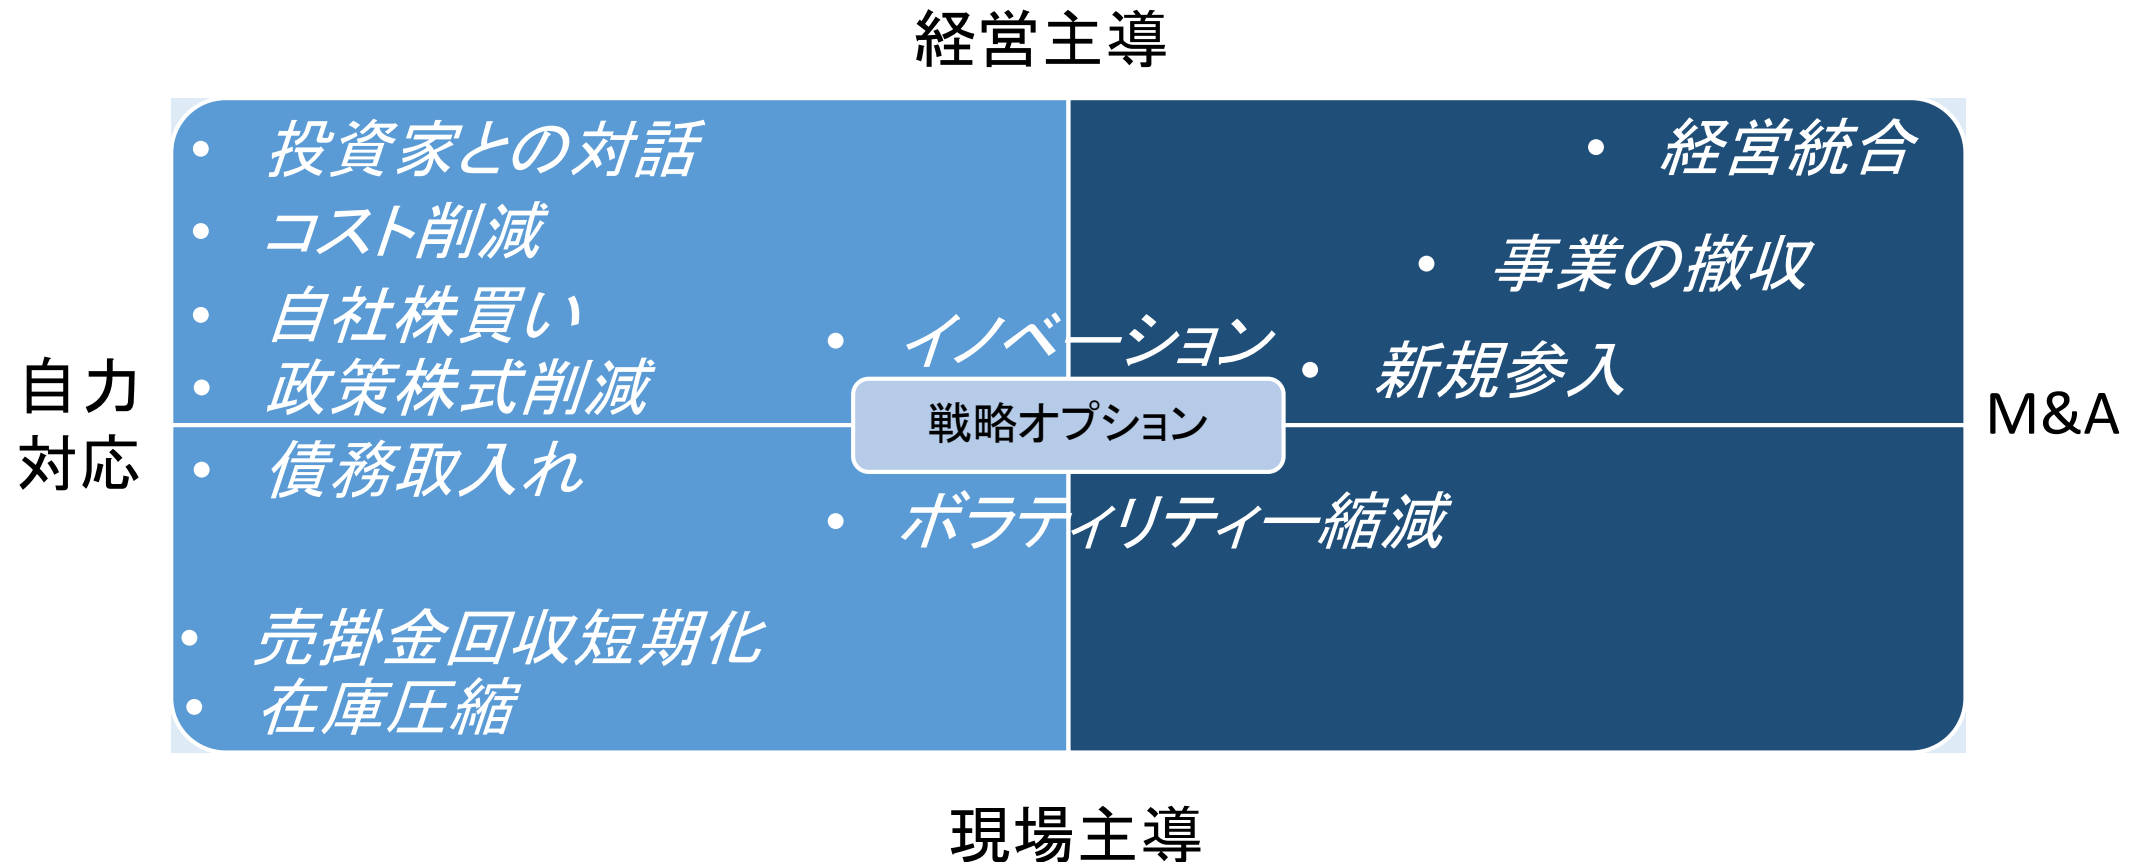 経営主導
• 投資家との対話
• コスト削減
• 自社株買い
• 政策株式削減
• 債務取入れ
• 売掛金回収短期化
• 在庫圧縮
• 経営統合
• 事業の撤収
• 新規参入
• イノベーション
戦略オプション
• ボラティリティー縮減
自力
対応
M&A
現場主導